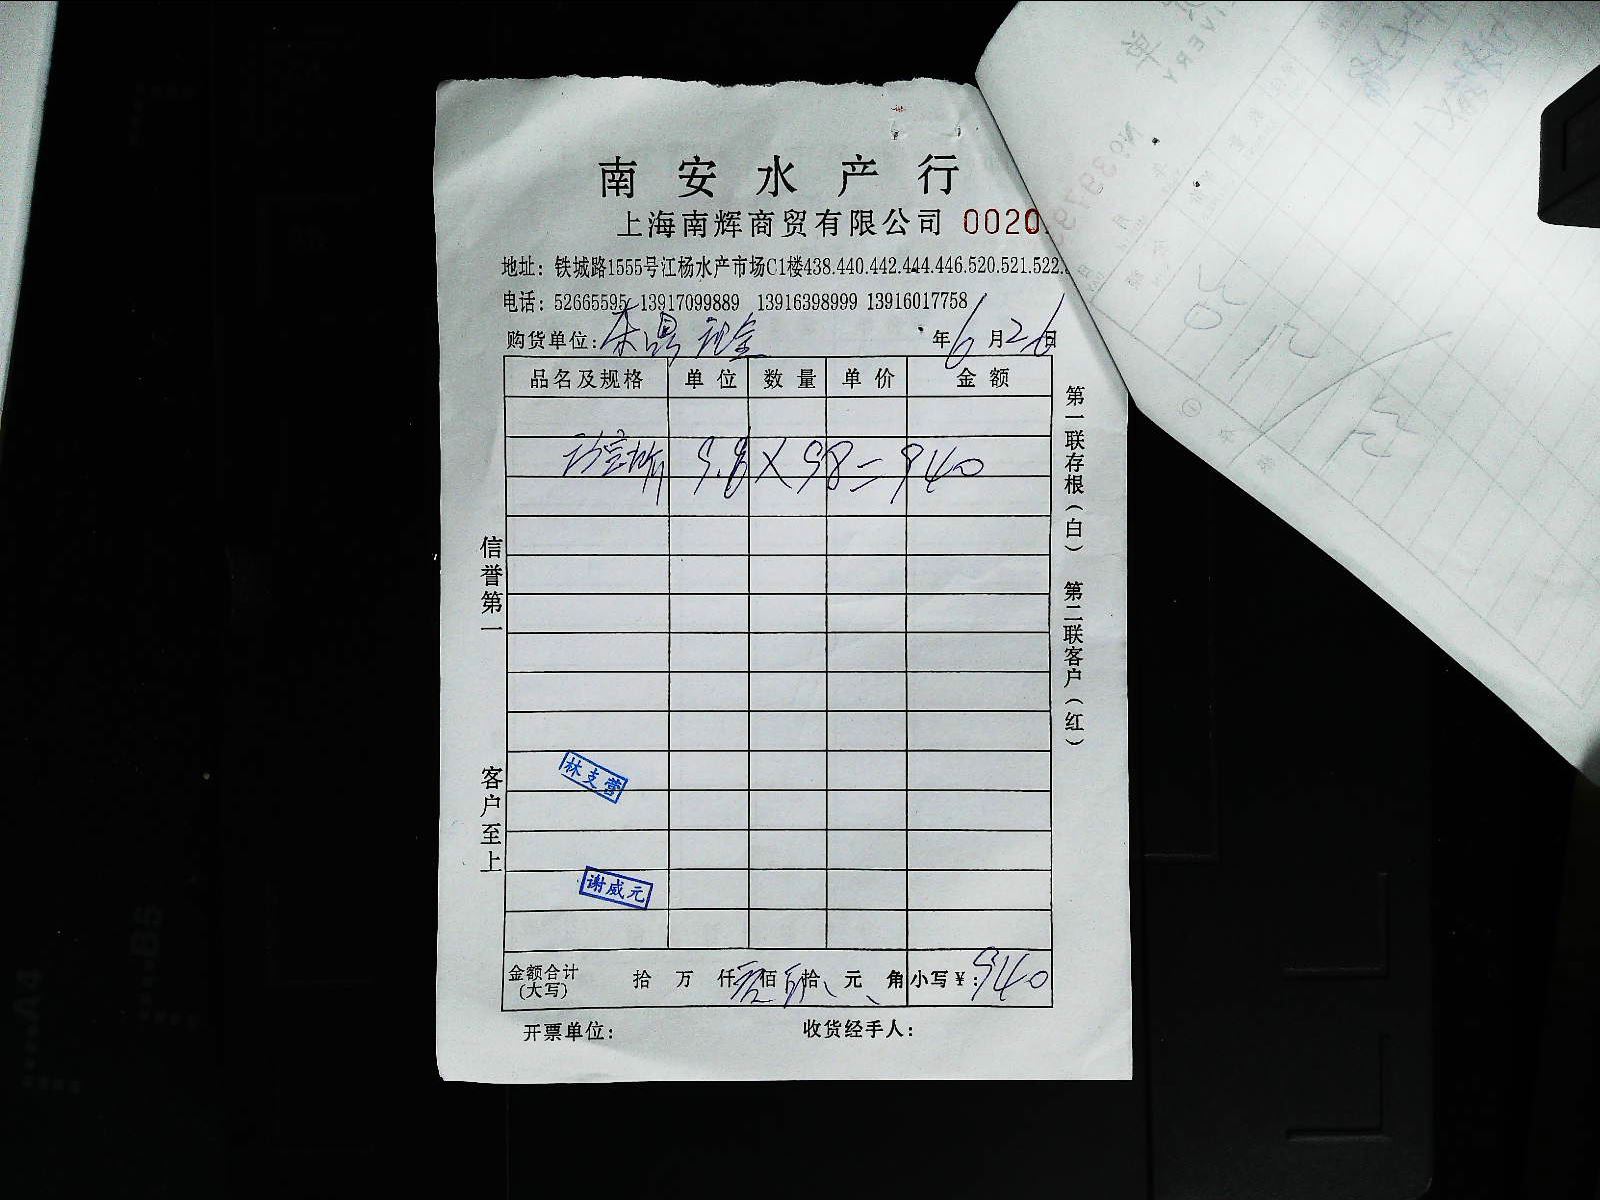 南安水产行
上海南辉商贸有限公司 0020
地址：铁城路1555号江杨水产市场C1楼438.440.442.444.446.520.521.522.
电话：52665595 13917099889 13916398999 13916017758
购货单位： 年6月26日
品名及规格 单位 数量 单价 金额
9.6×98=940
林支营
谢威元
金额合计 拾 万 仟 佰 拾 元 角 小写￥：940
(大写)
开票单位： 收货经手人：
信誉第一
客户至上
第一联存根（白）
第二联客户（红）